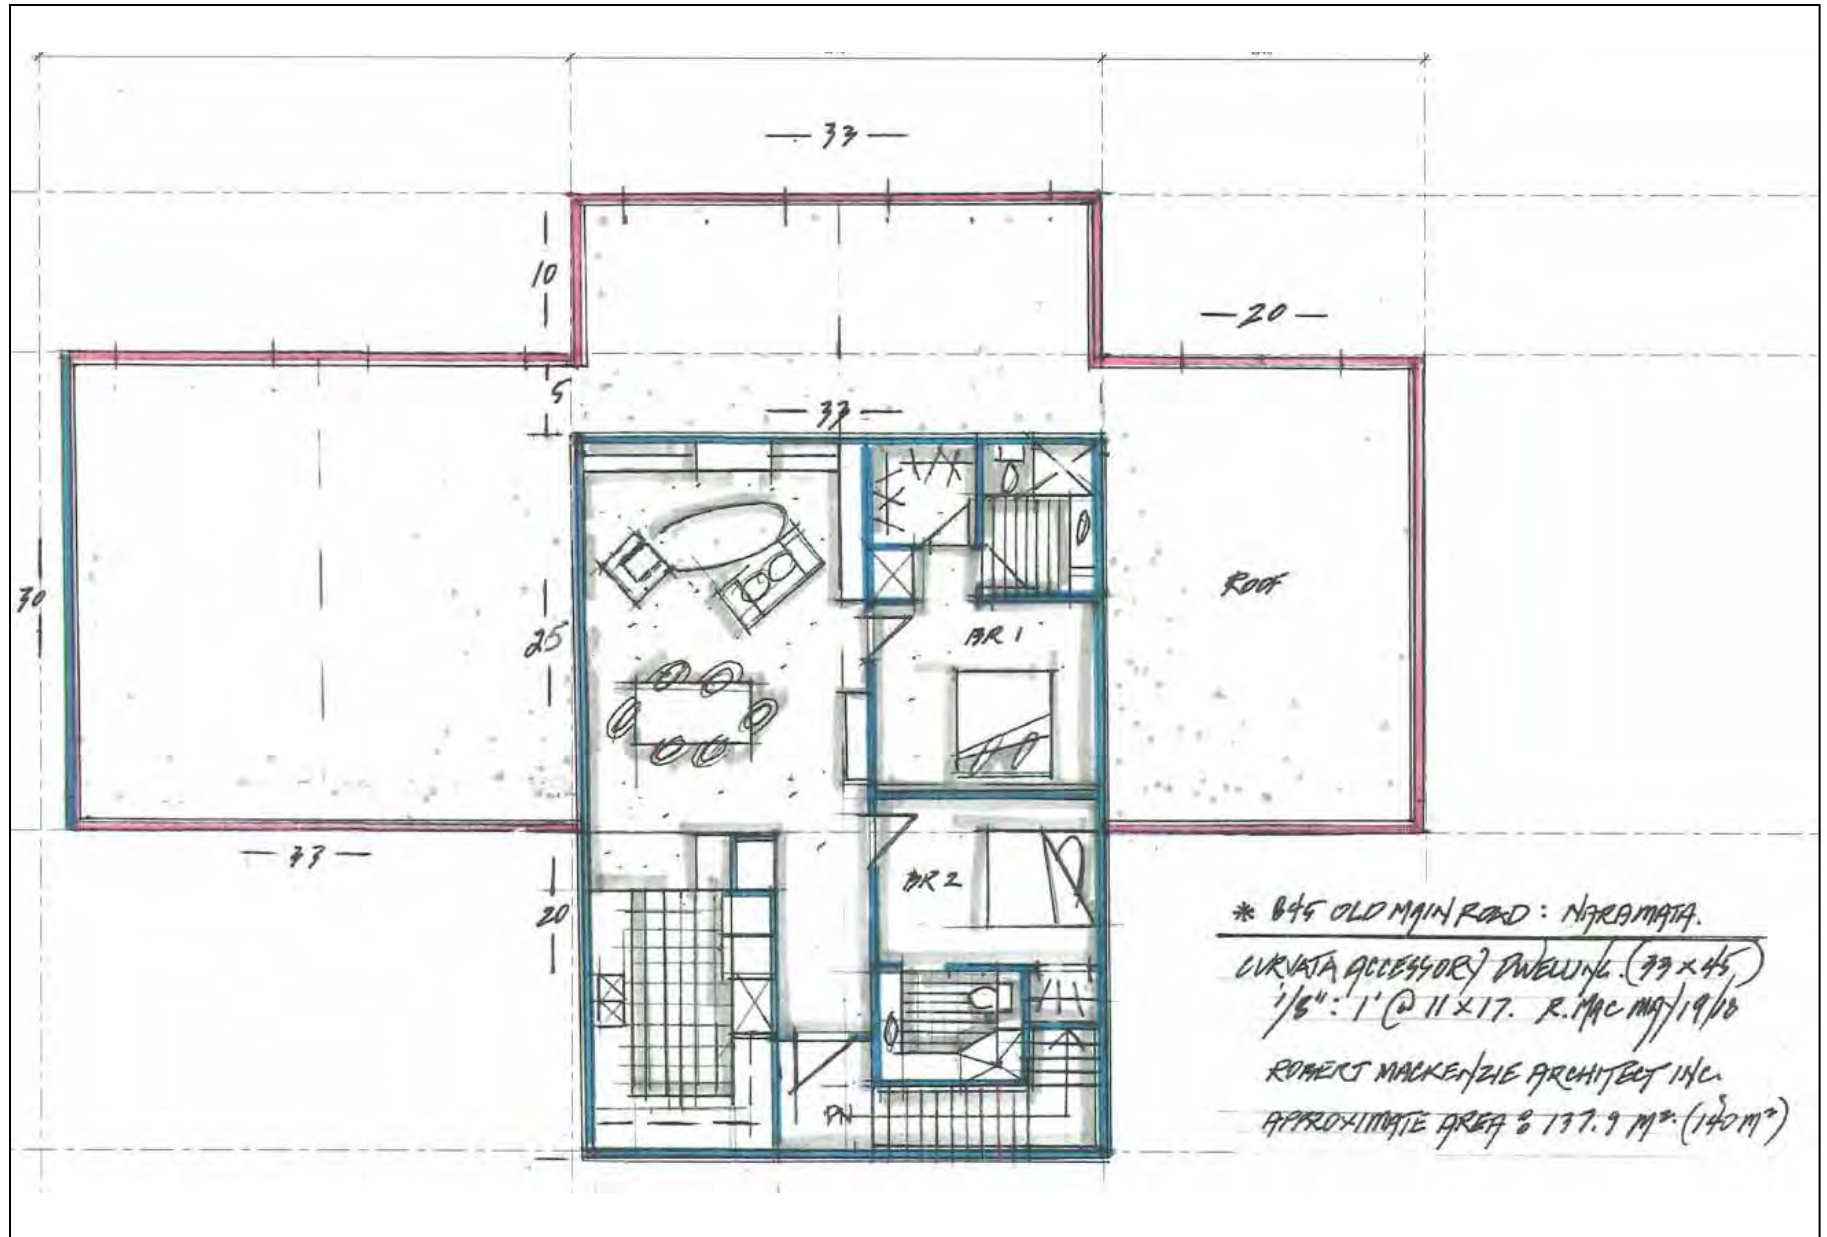 — 33 —
10
— 20 —
5
— 33 —
30
25
ROOF
BR 1
BR 2
— 33 —
20
DN
* 845 OLD MAIN ROAD : NARAMATA.
CURVATA ACCESSORY DWELLING. (33 x 45)
1/8" : 1' @ 11 x 17. R. MAC MAY/19/18
ROBERT MACKENZIE ARCHITECT INC.
APPROXIMATE AREA : 137.9 M². (140 M²)